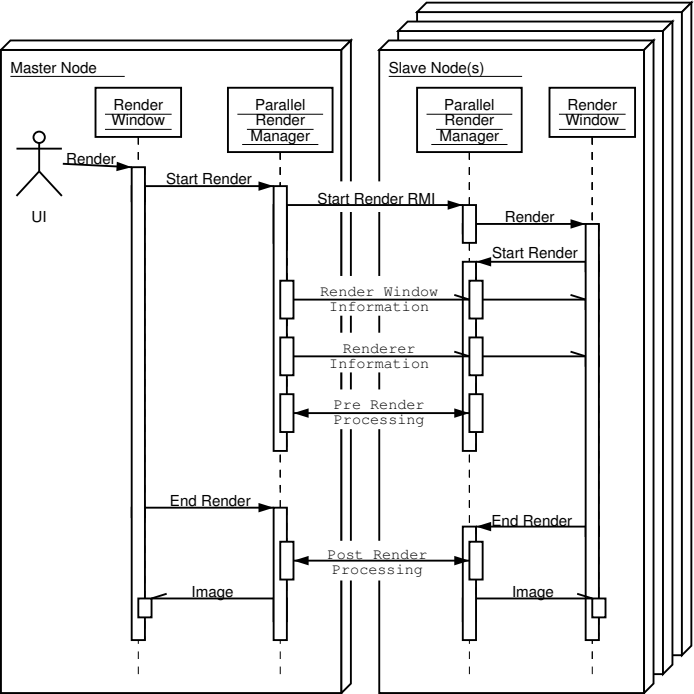 Master Node
Slave Node(s)
Render
Window
Parallel
Render
Manager
Parallel
Render
Manager
Render
Window
Render
UI
Start Render
Start Render RMI
Render
Start Render
Render Window
Information
Renderer
Information
Pre Render
Processing
End Render
End Render
Post Render
Processing
Image
Image